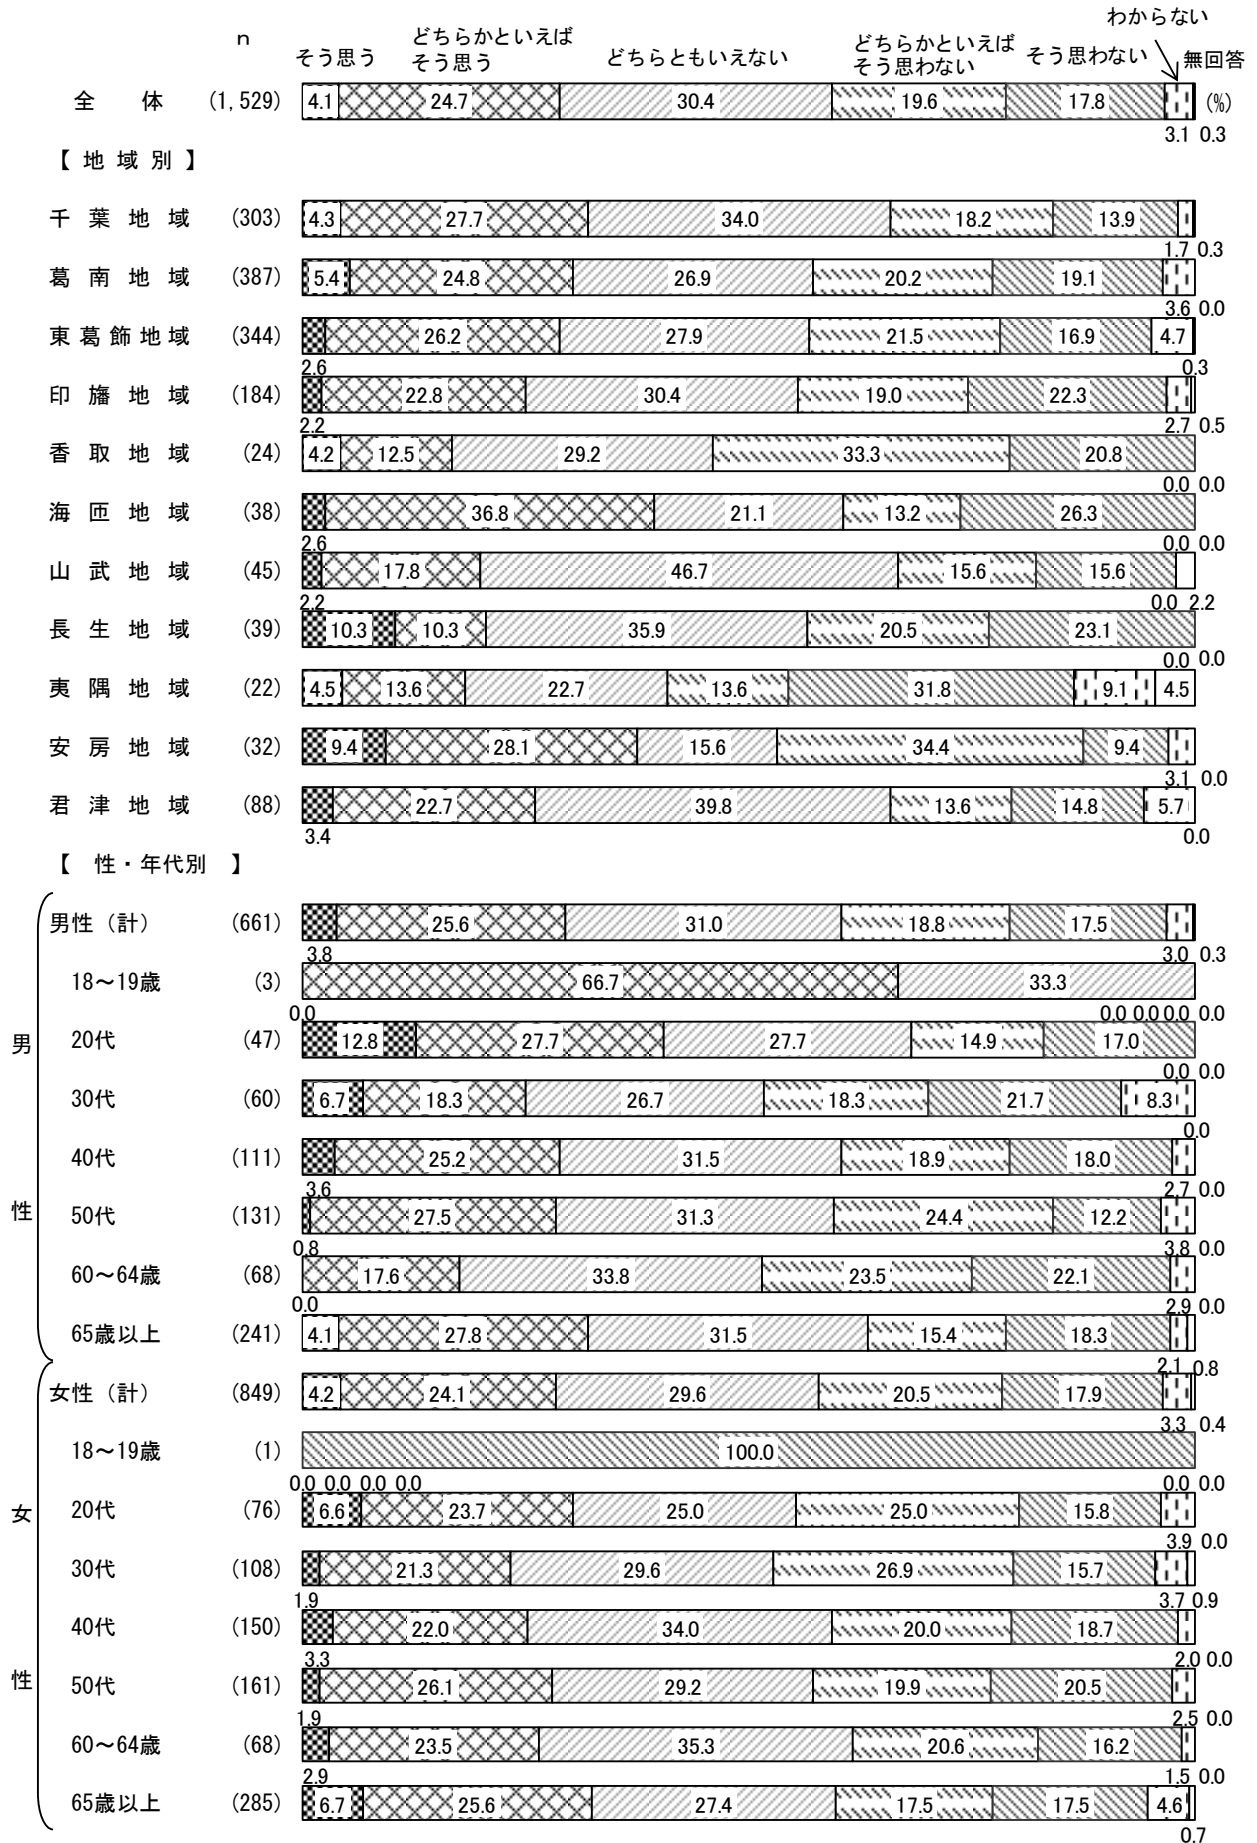 わからない
n
そう思う
どちらかといえば
そう思う
どちらともいえない
どちらかといえば
そう思わない
そう思わない
無回答
全 体 (1,529) 4.1 24.7 30.4 19.6 17.8 (%)
3.1 0.3
【 地 域 別 】
千 葉 地 域 (303) 4.3 27.7 34.0 18.2 13.9
1.7 0.3
葛 南 地 域 (387) 5.4 24.8 26.9 20.2 19.1
3.6 0.0
東 葛 飾 地 域 (344) 26.2 27.9 21.5 16.9 4.7
2.6 0.3
印 旛 地 域 (184) 22.8 30.4 19.0 22.3
2.2 2.7 0.5
香 取 地 域 (24) 4.2 12.5 29.2 33.3 20.8
0.0 0.0
海 匝 地 域 (38) 36.8 21.1 13.2 26.3
2.6 0.0 0.0
山 武 地 域 (45) 17.8 46.7 15.6 15.6
2.2 0.0 2.2
長 生 地 域 (39) 10.3 10.3 35.9 20.5 23.1
0.0 0.0
夷 隅 地 域 (22) 4.5 13.6 22.7 13.6 31.8 9.1 4.5
安 房 地 域 (32) 9.4 28.1 15.6 34.4 9.4
3.1 0.0
君 津 地 域 (88) 22.7 39.8 13.6 14.8 5.7
3.4 0.0
【 性・年代別 】
男性(計) (661) 25.6 31.0 18.8 17.5
3.8 3.0 0.3
18～19歳 (3) 66.7 33.3
0.0 0.0 0.0 0.0 0.0
男
20代 (47) 12.8 27.7 27.7 14.9 17.0
0.0 0.0
30代 (60) 6.7 18.3 26.7 18.3 21.7 8.3
0.0
40代 (111) 25.2 31.5 18.9 18.0
3.6 2.7 0.0
性
50代 (131) 27.5 31.3 24.4 12.2
0.8 3.8 0.0
60～64歳 (68) 17.6 33.8 23.5 22.1
0.0 2.9 0.0
65歳以上 (241) 4.1 27.8 31.5 15.4 18.3
2.1 0.8
女性(計) (849) 4.2 24.1 29.6 20.5 17.9
3.3 0.4
18～19歳 (1) 100.0
0.0 0.0 0.0 0.0 0.0 0.0
女
20代 (76) 6.6 23.7 25.0 25.0 15.8
3.9 0.0
30代 (108) 21.3 29.6 26.9 15.7
1.9 3.7 0.9
40代 (150) 22.0 34.0 20.0 18.7
3.3 2.0 0.0
性
50代 (161) 26.1 29.2 19.9 20.5
1.9 2.5 0.0
60～64歳 (68) 23.5 35.3 20.6 16.2
2.9 1.5 0.0
65歳以上 (285) 6.7 25.6 27.4 17.5 17.5 4.6
0.7